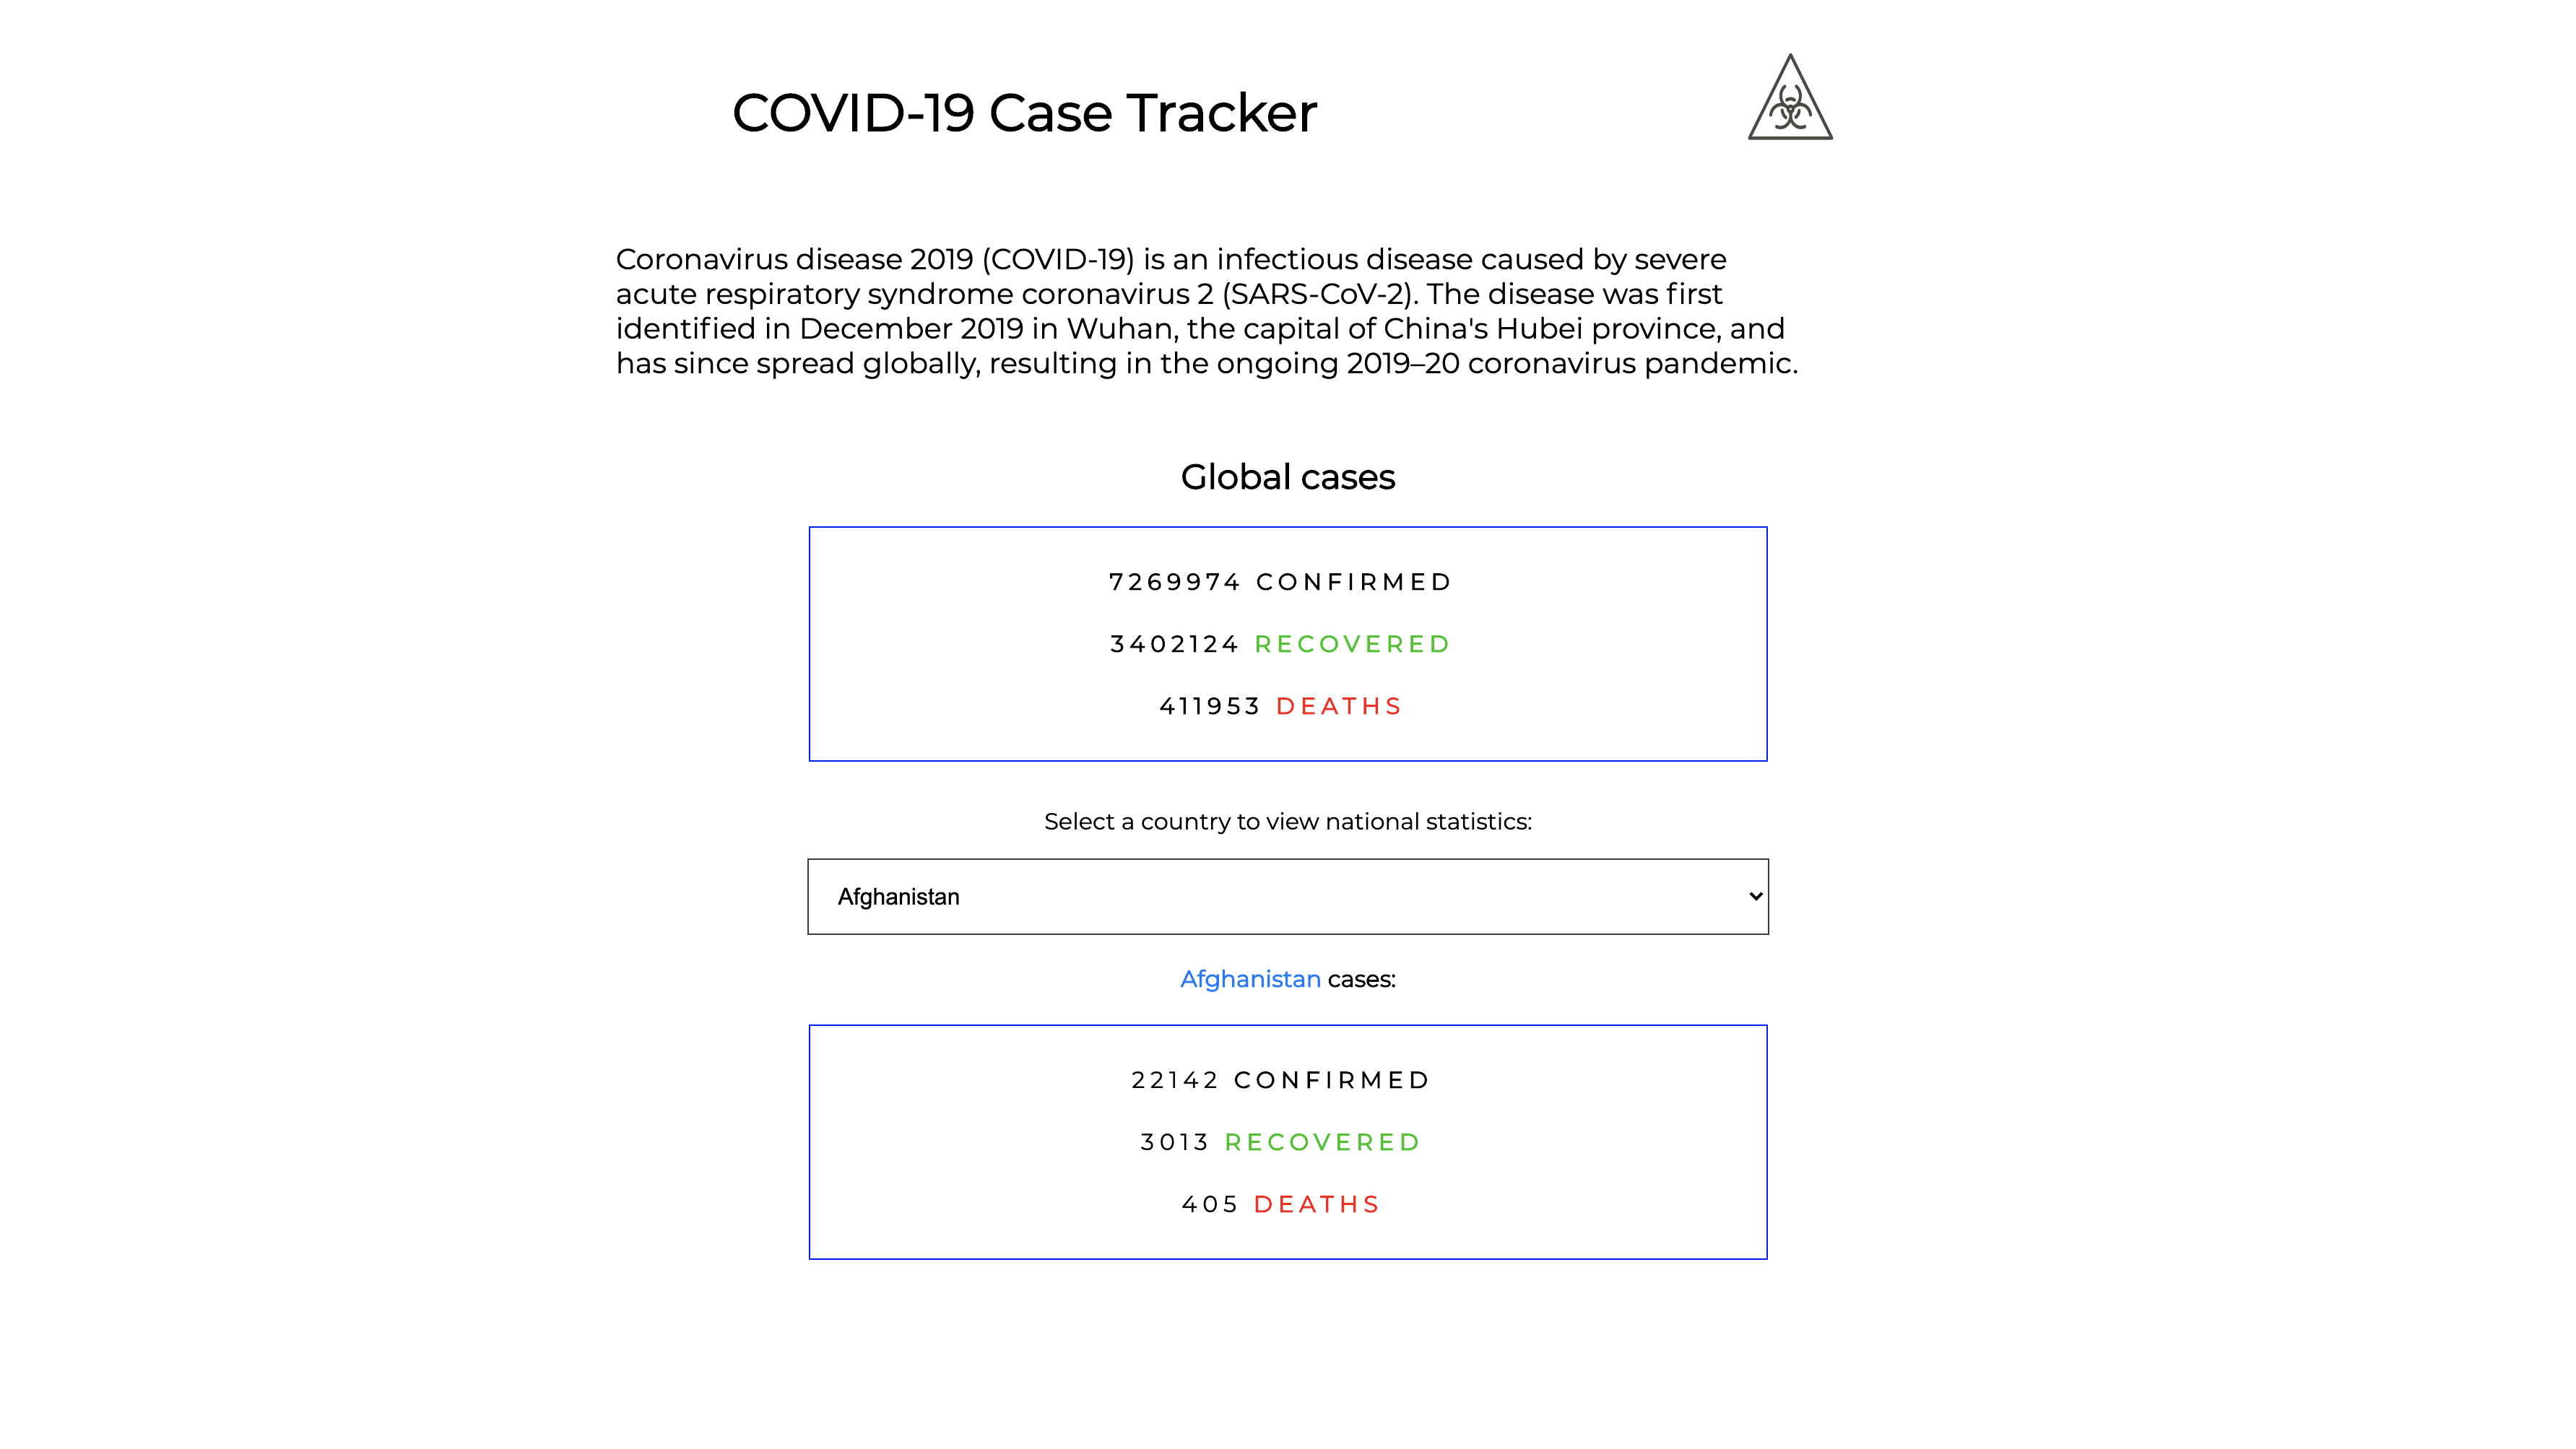 COVID-19 Case Tracker
Coronavirus disease 2019 (COVID-19) is an infectious disease caused by severe
acute respiratory syndrome coronavirus 2 (SARS-CoV-2). The disease was first
identified in December 2019 in Wuhan, the capital of China's Hubei province, and
has since spread globally, resulting in the ongoing 2019–20 coronavirus pandemic.
Global cases
7269974 CONFIRMED
3402124 RECOVERED
411953 DEATHS
Select a country to view national statistics:
Afghanistan
Afghanistan cases:
22142 CONFIRMED
3013 RECOVERED
405 DEATHS